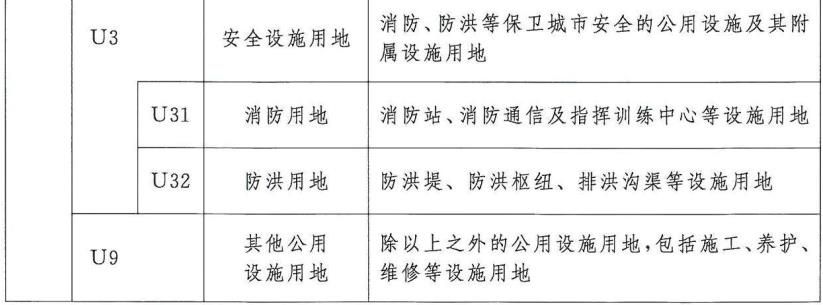 U3
安全设施用地
消防、防洪等保卫城市安全的公用设施及其附
属设施用地
U31
消防用地
消防站、消防通信及指挥训练中心等设施用地
U32
防洪用地
防洪堤、防洪枢纽、排洪沟渠等设施用地
U9
其他公用
设施用地
除以上之外的公用设施用地,包括施工、养护、
维修等设施用地